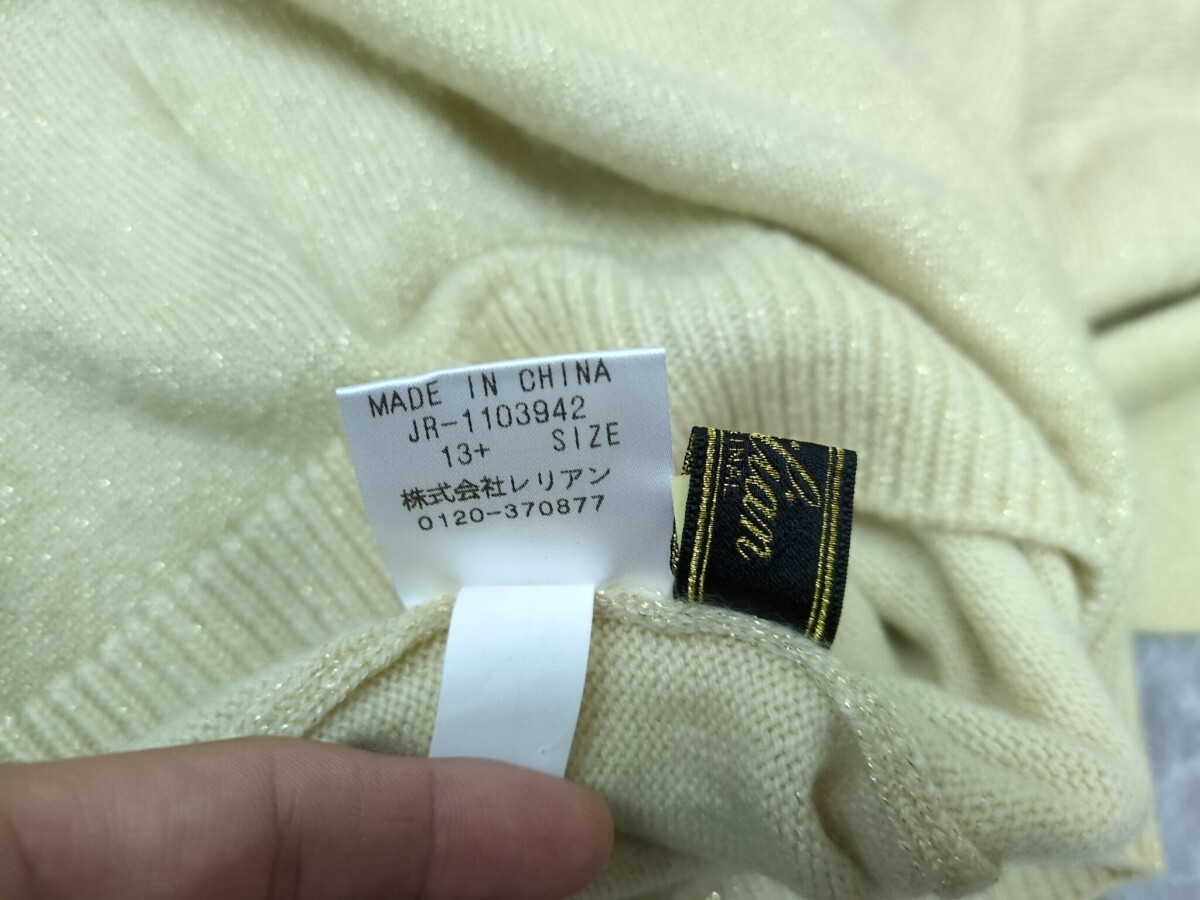 MADE IN CHINA
JR-1103942
13+ SIZE
株式会社レリアン
0120-370877